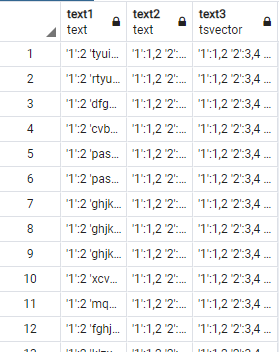 text1 text2 text3
text text tsvector
1 '1':2 'tyui... '1':1,2 '2':... '1':1,2 '2':3,4 ...
2 '1':2 'rtyu... '1':1,2 '2':... '1':1,2 '2':3,4 ...
3 '1':2 'dfg... '1':1,2 '2':... '1':1,2 '2':3,4 ...
4 '1':2 'cvb... '1':1,2 '2':... '1':1,2 '2':3,4 ...
5 '1':2 'pas... '1':1,2 '2':... '1':1,2 '2':3,4 ...
6 '1':2 'pas... '1':1,2 '2':... '1':1,2 '2':3,4 ...
7 '1':2 'ghjk... '1':1,2 '2':... '1':1,2 '2':3,4 ...
8 '1':2 'ghjk... '1':1,2 '2':... '1':1,2 '2':3,4 ...
9 '1':2 'ghjk... '1':1,2 '2':... '1':1,2 '2':3,4 ...
10 '1':2 'xcv... '1':1,2 '2':... '1':1,2 '2':3,4 ...
11 '1':2 'mq... '1':1,2 '2':... '1':1,2 '2':3,4 ...
12 '1':2 'fghj... '1':1,2 '2':... '1':1,2 '2':3,4 ...